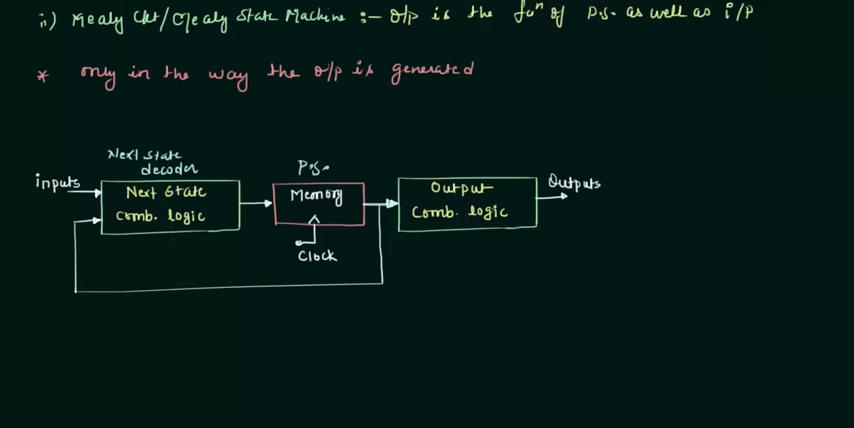 ii) Mealy Ckt/Mealy State Machine :- O/p is the funⁿ of P.S. as well as i/P
* only in the way the O/p is generated
Next State
decoder
P.S.
inputs
Next State
Comb. logic
Memory
Output
Comb. logic
Outputs
Clock